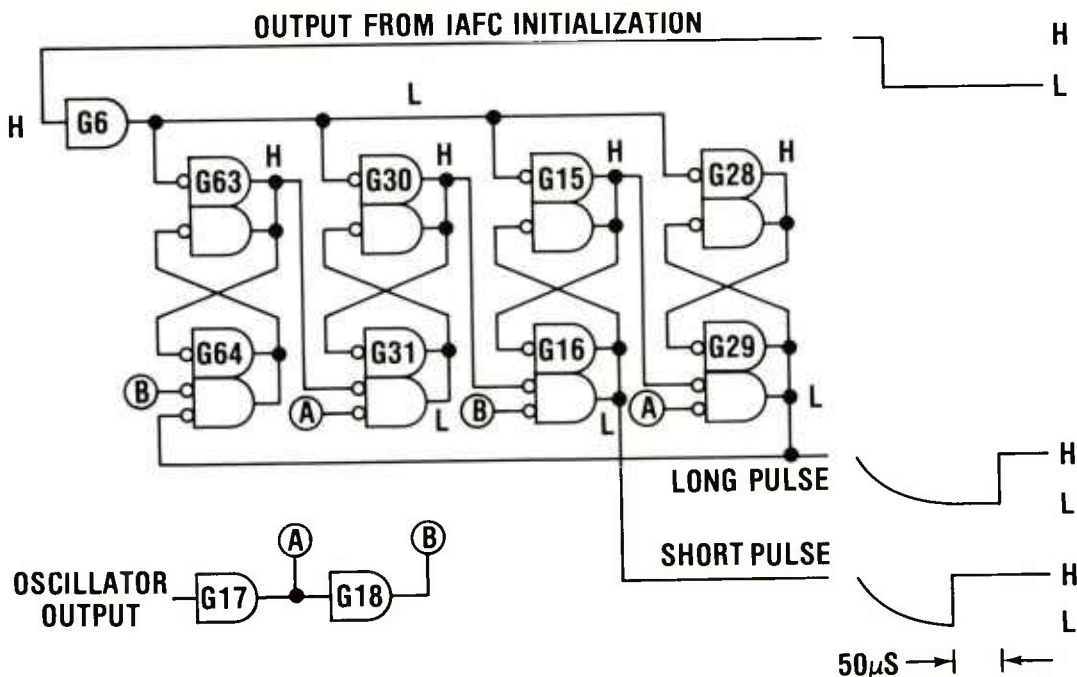 OUTPUT FROM IAFC INITIALIZATION
H
L
L
H
G6
H
H
H
H
G63
G30
G15
G28
G64
G31
G16
G29
B
A
B
A
L
L
L
LONG PULSE
H
L
A
B
SHORT PULSE
H
L
OSCILLATOR
OUTPUT
G17
G18
50µS